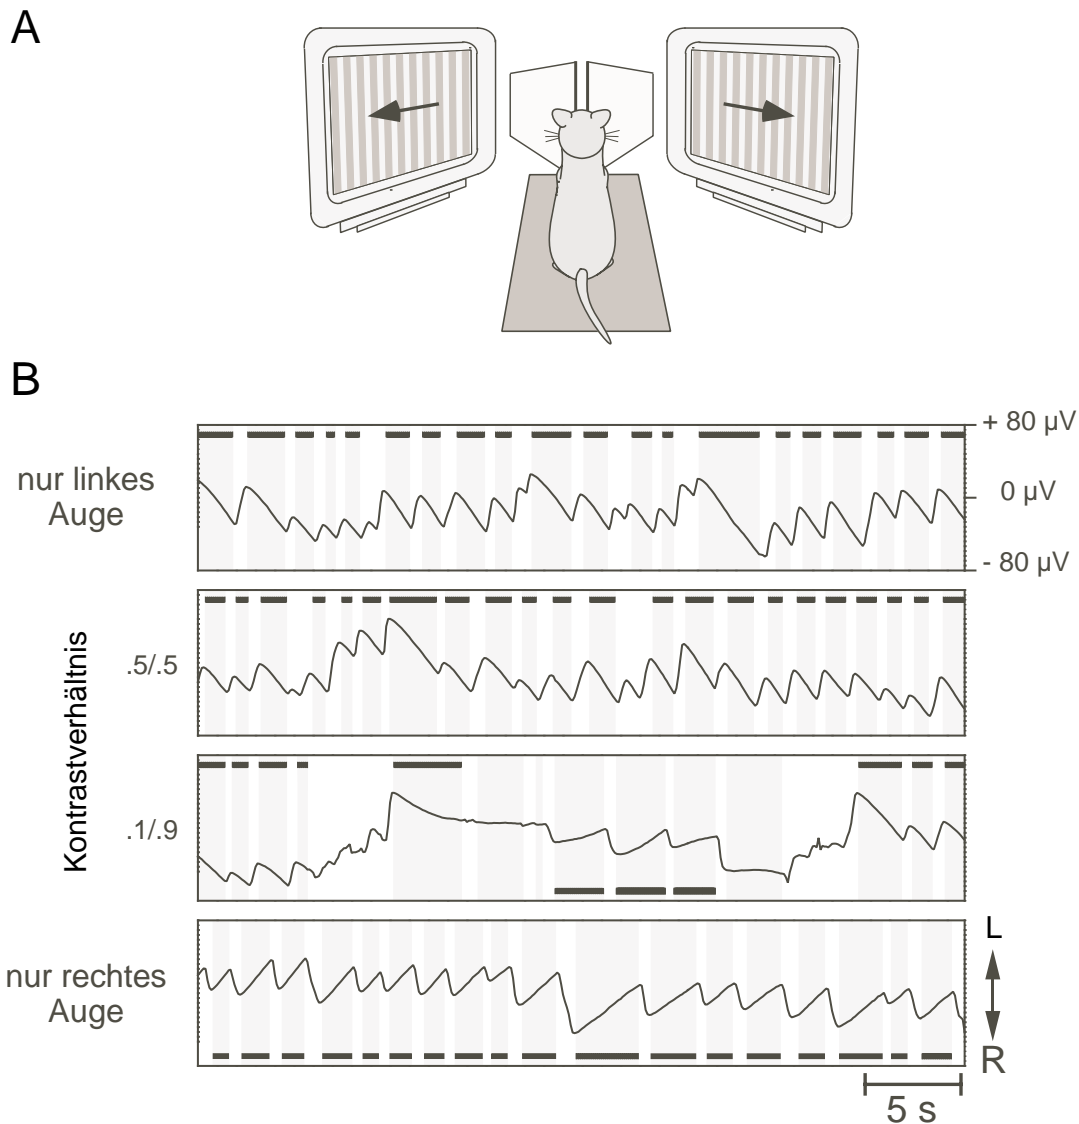 A
B
nur linkes
Auge
+ 80 µV
0 µV
- 80 µV
Kontrastverhältnis
.5/.5
.1/.9
nur rechtes
Auge
L
R
5 s